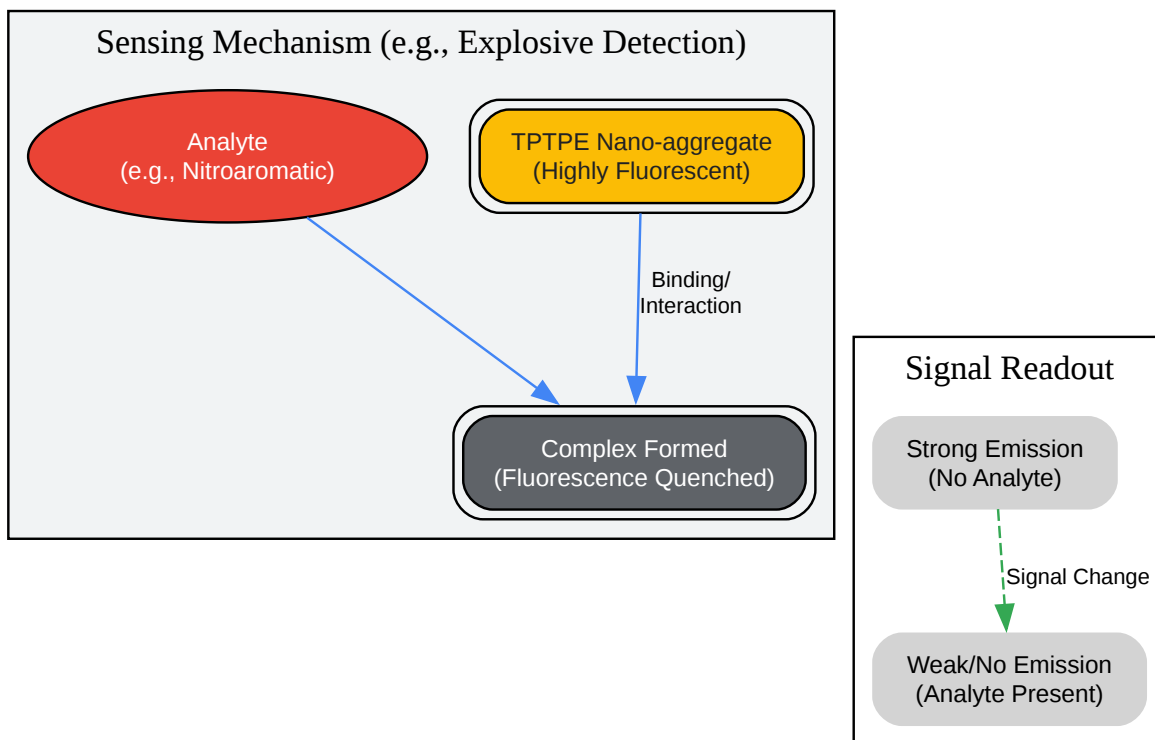 Sensing Mechanism (e.g., Explosive Detection)
Analyte
(e.g., Nitroaromatic)
TPTPE Nano-aggregate
(Highly Fluorescent)
Binding/
Interaction
Complex Formed
(Fluorescence Quenched)
Signal Readout
Strong Emission
(No Analyte)
Signal Change
Weak/No Emission
(Analyte Present)